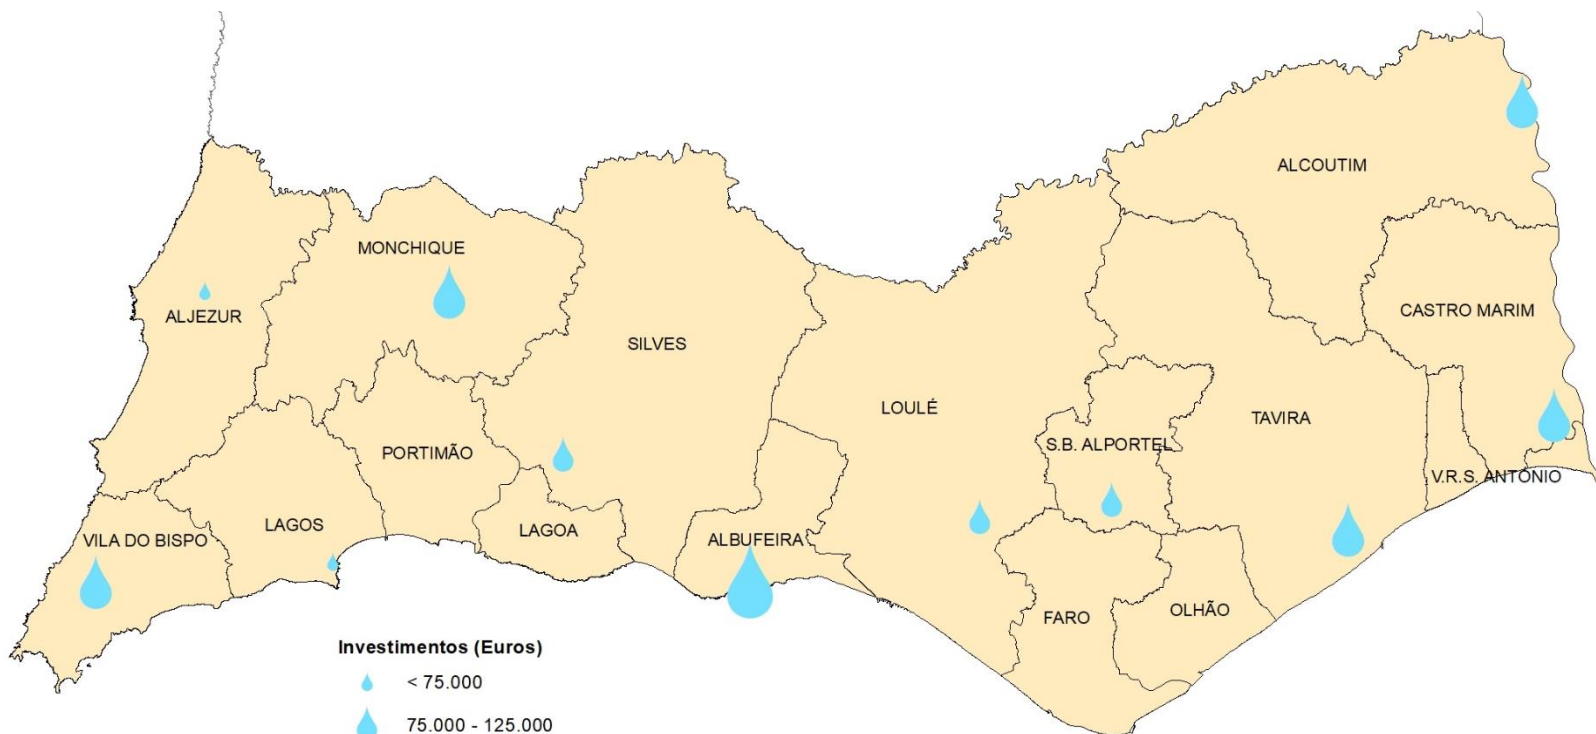 ALCOUTIM
MONCHIQUE
CASTRO MARIM
ALJEZUR
SILVES
LOULÉ
TAVIRA
S.B. ALPORTEL
PORTIMÃO
V.R.S. ANTÓNIO
LAGOS
LAGOA
VILA DO BISPO
ALBUFEIRA
OLHÃO
FARO
Investimentos (Euros)
< 75.000
75.000 - 125.000